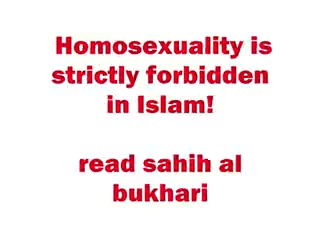 Homosexuality is
strictly forbidden
in Islam!
read sahih al
bukhari